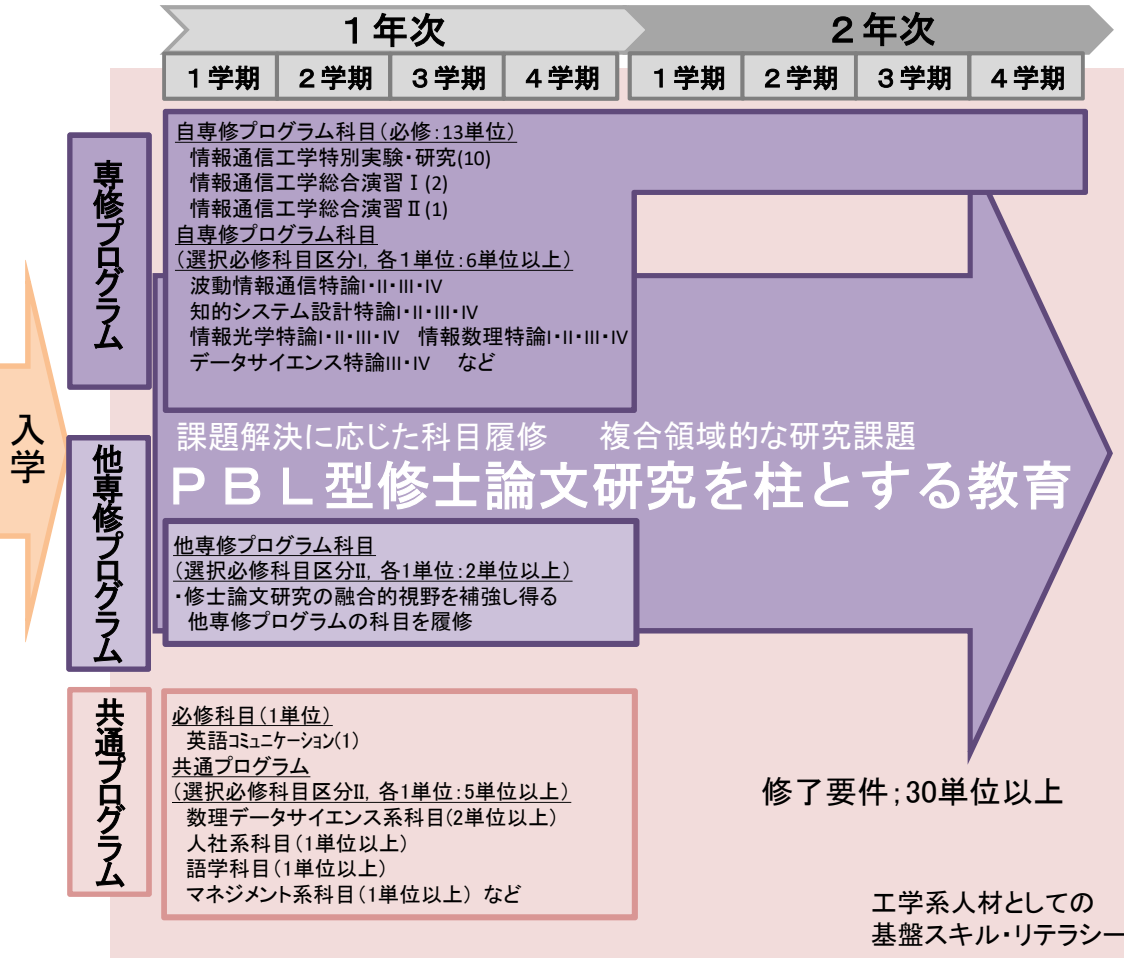 １年次
２年次
１学期
２学期
３学期
４学期
１学期
２学期
３学期
４学期
入学
専修プログラム
自専修プログラム科目(必修：13単位)
情報通信工学特別実験・研究(10)
情報通信工学総合演習Ⅰ(2)
情報通信工学総合演習Ⅱ(1)
自専修プログラム科目
(選択必修科目区分I, 各1単位：6単位以上)
波動情報通信特論I・II・III・IV
知的システム設計特論I・II・III・IV
情報光学特論I・II・III・IV 情報数理特論I・II・III・IV
データサイエンス特論III・IV など
課題解決に応じた科目履修 複合領域的な研究課題
ＰＢＬ型修士論文研究を柱とする教育
他専修プログラム
他専修プログラム科目
(選択必修科目区分II, 各1単位：2単位以上)
・修士論文研究の融合的視野を補強し得る
他専修プログラムの科目を履修
共通プログラム
必修科目(1単位)
英語コミュニケーション(1)
共通プログラム
(選択必修科目区分II, 各1単位：5単位以上)
数理データサイエンス系科目(2単位以上)
人社系科目(1単位以上)
語学科目(1単位以上)
マネジメント系科目(1単位以上) など
修了要件；30単位以上
工学系人材としての
基盤スキル・リテラシー